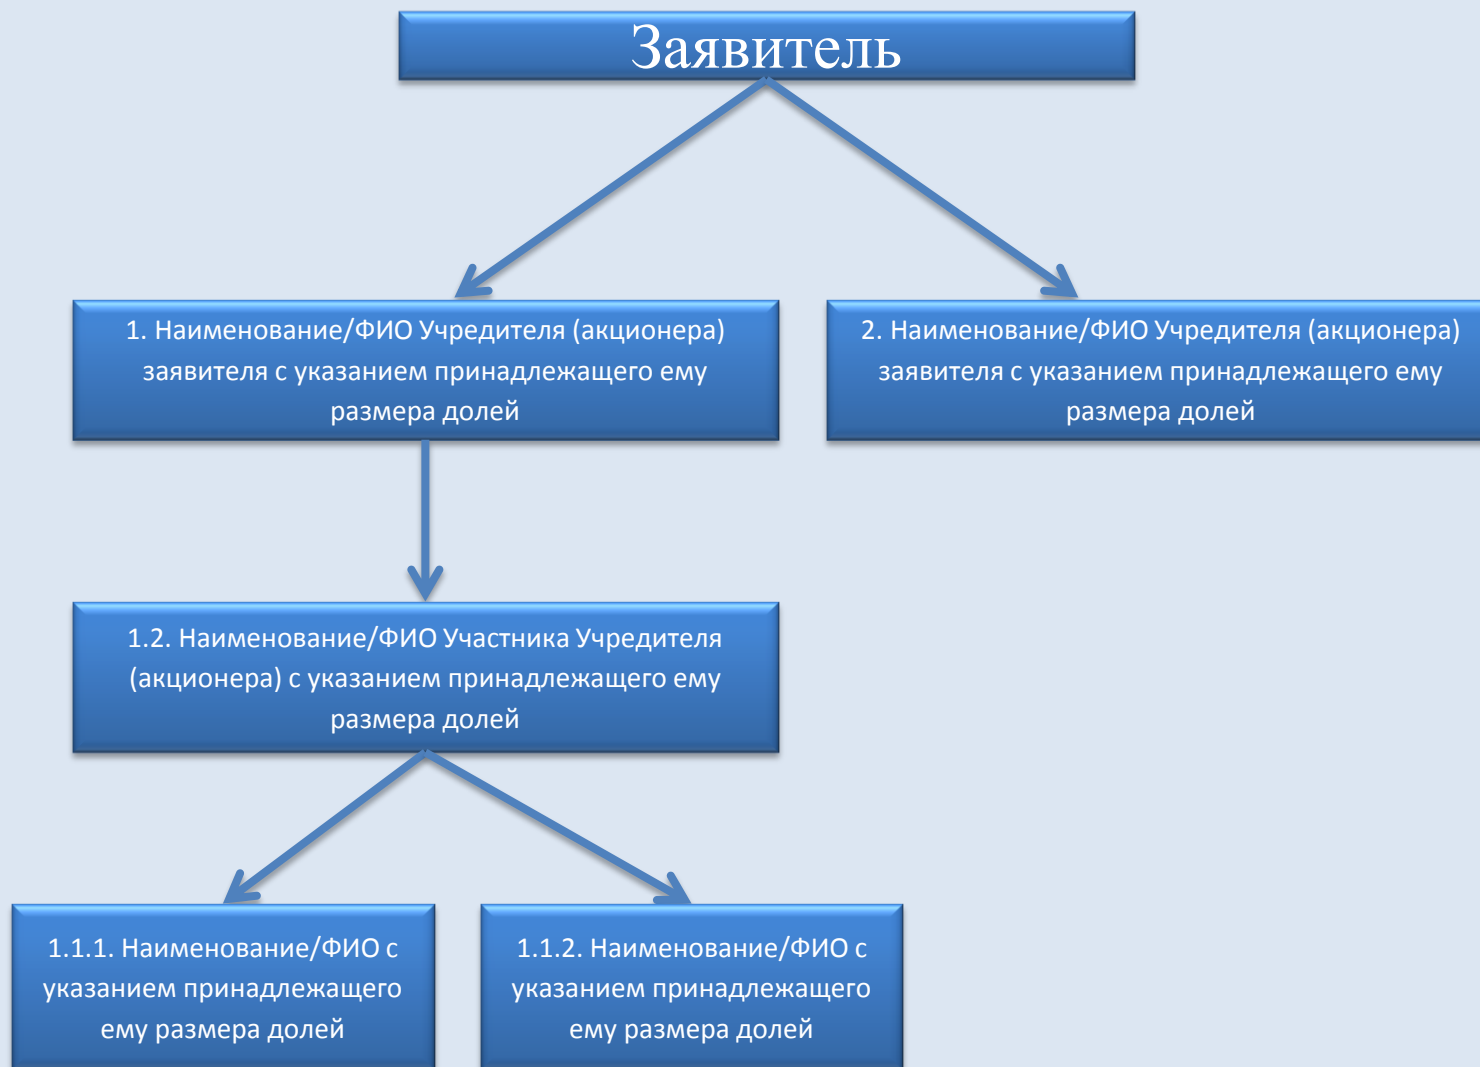 Заявитель
1. Наименование/ФИО Учредителя (акционера)
заявителя с указанием принадлежащего ему
размера долей
2. Наименование/ФИО Учредителя (акционера)
заявителя с указанием принадлежащего ему
размера долей
1.2. Наименование/ФИО Участника Учредителя
(акционера) с указанием принадлежащего ему
размера долей
1.1.1. Наименование/ФИО с
указанием принадлежащего
ему размера долей
1.1.2. Наименование/ФИО с
указанием принадлежащего
ему размера долей